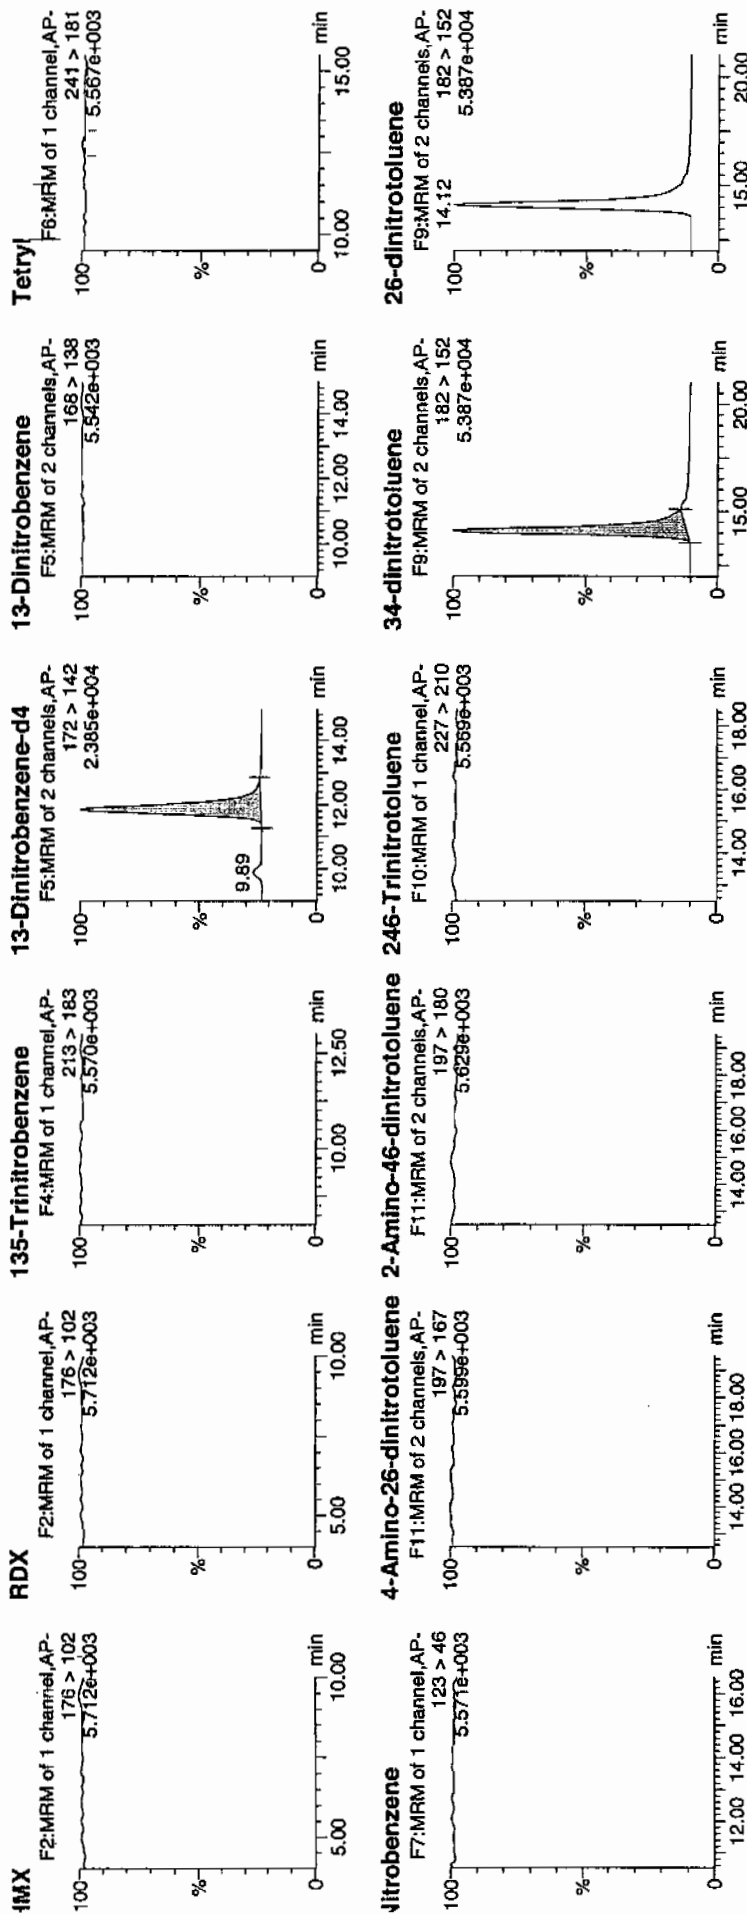 HMX
F2:MRM of 1 channel,AP-
176 > 102
5.712e+003
100
%
0
5.00
10.00
min
RDX
F2:MRM of 1 channel,AP-
176 > 102
5.712e+003
100
%
0
5.00
10.00
min
135-Trinitrobenzene
F4:MRM of 1 channel,AP-
213 > 183
5.570e+003
100
%
0
10.00
12.50
min
13-Dinitrobenzene-d4
F5:MRM of 2 channels,AP-
172 > 142
2.385e+004
100
%
9.89
0
10.00
12.00
14.00
min
13-Dinitrobenzene
F5:MRM of 2 channels,AP-
168 > 138
5.542e+003
100
%
0
10.00
12.00
14.00
min
Tetryl
F6:MRM of 1 channel,AP-
241 > 181
5.567e+003
100
%
0
10.00
15.00
min
Nitrobenzene
F7:MRM of 1 channel,AP-
123 > 46
5.571e+003
100
%
0
12.00
14.00
16.00
min
4-Amino-26-dinitrotoluene
F11:MRM of 2 channels,AP-
197 > 167
5.599e+003
100
%
0
14.00
16.00
18.00
min
2-Amino-46-dinitrotoluene
F11:MRM of 2 channels,AP-
197 > 180
5.629e+003
100
%
0
14.00
16.00
18.00
min
246-Trinitrotoluene
F10:MRM of 1 channel,AP-
227 > 210
5.569e+003
100
%
0
14.00
16.00
18.00
min
34-dinitrotoluene
F9:MRM of 2 channels,AP-
182 > 152
5.387e+004
100
%
0
15.00
20.00
min
26-dinitrotoluene
F9:MRM of 2 channels,AP-
14.12
182 > 152
5.387e+004
100
%
0
15.00
20.00
min